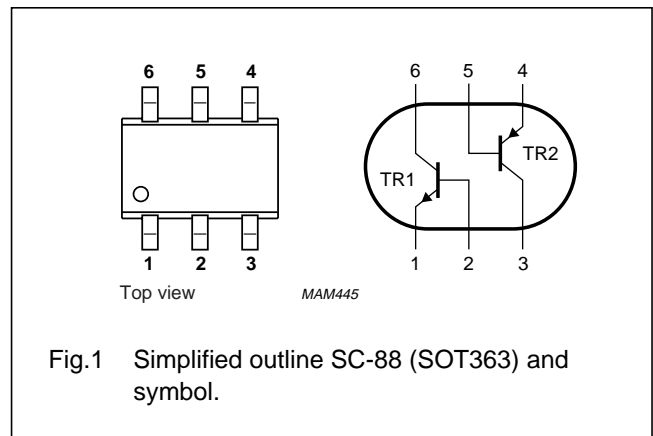 6 5 4
6 5 4
TR1
TR2
1 2 3
1 2 3
Top view
MAM445
Fig.1 Simplified outline SC-88 (SOT363) and
symbol.